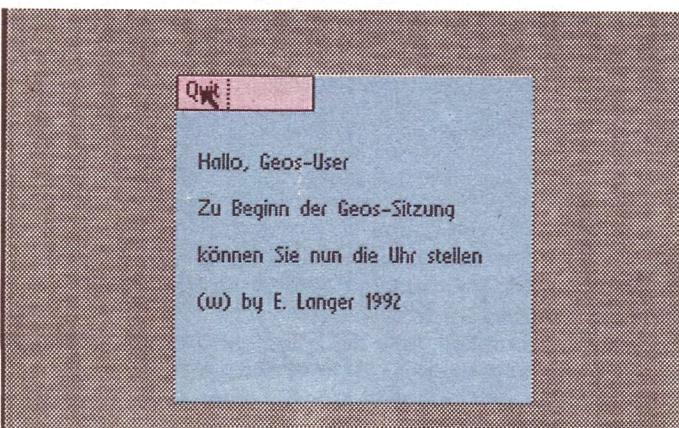 Quit
Hallo, Geos-User
Zu Beginn der Geos-Sitzung
können Sie nun die Uhr stellen
(w) by E. Langer 1992